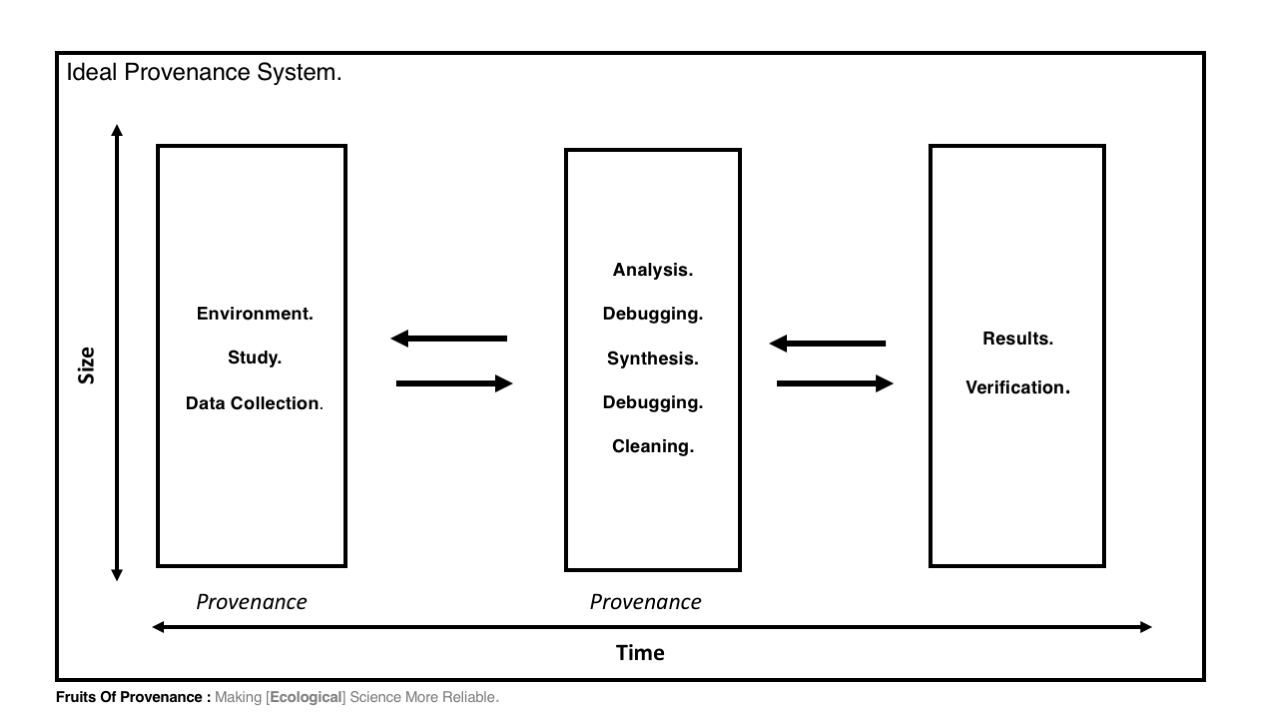 Ideal Provenance System.
Size
Environment.
Study.
Data Collection.
Analysis.
Debugging.
Synthesis.
Debugging.
Cleaning.
Results.
Verification.
Provenance
Provenance
Time
Fruits Of Provenance : Making [Ecological] Science More Reliable.